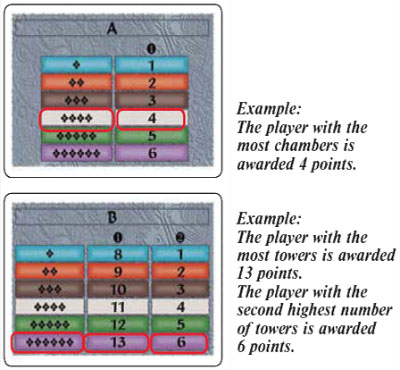 A
❶
❖ 1
❖❖ 2
❖❖❖ 3
❖❖❖❖ 4
❖❖❖❖❖ 5
❖❖❖❖❖❖ 6
Example:
The player with the
most chambers is
awarded 4 points.
B
❶ ❷
❖ 8 1
❖❖ 9 2
❖❖❖ 10 3
❖❖❖❖ 11 4
❖❖❖❖❖ 12 5
❖❖❖❖❖❖ 13 6
Example:
The player with the
most towers is awarded
13 points.
The player with the
second highest number
of towers is awarded
6 points.